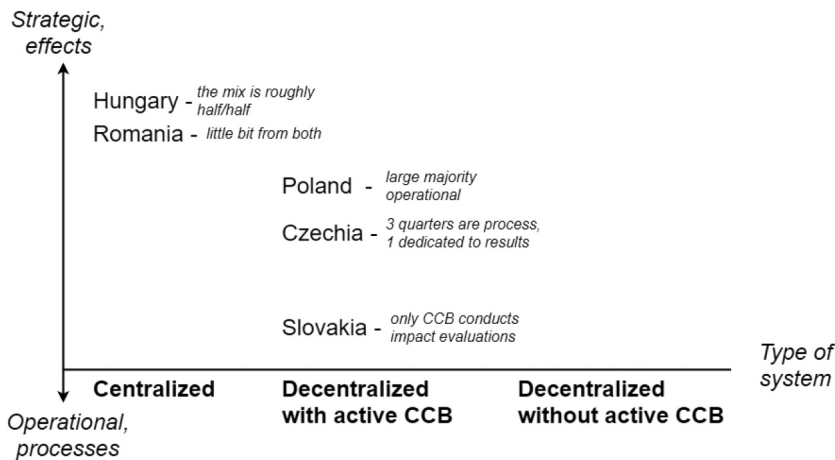 Strategic,
effects
Hungary - the mix is roughly
half/half
Romania - little bit from both
Poland - large majority
operational
Czechia - 3 quarters are process,
1 dedicated to results
Slovakia - only CCB conducts
impact evaluations
Type of
system
Centralized
Decentralized
with active CCB
Decentralized
without active CCB
Operational,
processes